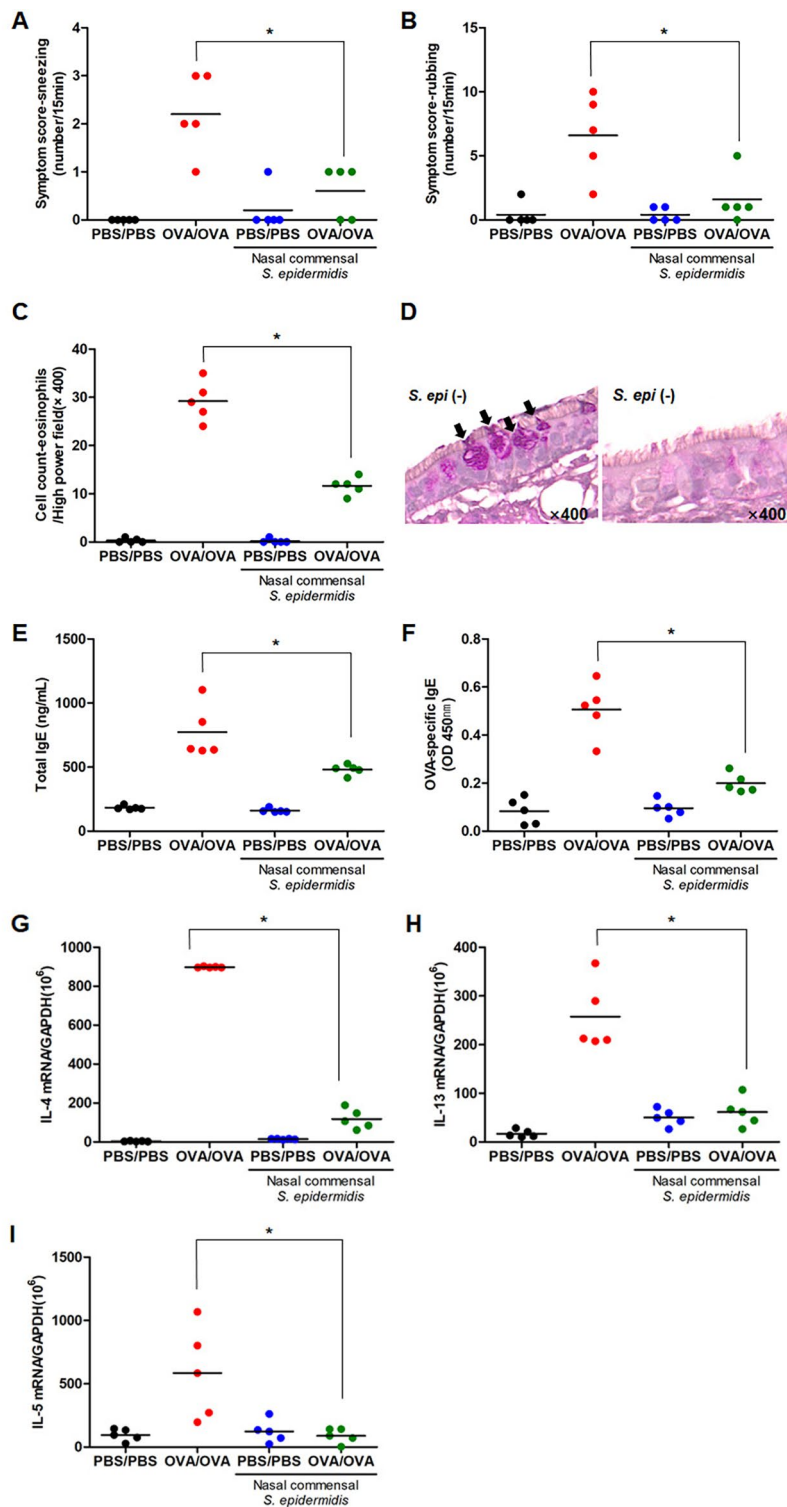 A
Symptom score-sneezing
(number/15min)
4
3
2
1
0
*
PBS/PBS OVA/OVA PBS/PBS OVA/OVA
Nasal commensal
S. epidermidis
B
Symptom score-rubbing
(number/15min)
15
10
5
0
*
PBS/PBS OVA/OVA PBS/PBS OVA/OVA
Nasal commensal
S. epidermidis
C
Cell count-eosinophils
/High power field(× 400)
40
30
20
10
0
*
PBS/PBS OVA/OVA PBS/PBS OVA/OVA
Nasal commensal
S. epidermidis
D
S. epi (-)
×400
S. epi (-)
×400
E
Total IgE (ng/mL)
1500
1000
500
0
*
PBS/PBS OVA/OVA PBS/PBS OVA/OVA
Nasal commensal
S. epidermidis
F
OVA-specific IgE
(OD 450㎚)
0.8
0.6
0.4
0.2
0.0
*
PBS/PBS OVA/OVA PBS/PBS OVA/OVA
Nasal commensal
S. epidermidis
G
IL-4 mRNA/GAPDH(10⁶)
1000
800
600
400
200
0
*
PBS/PBS OVA/OVA PBS/PBS OVA/OVA
Nasal commensal
S. epidermidis
H
IL-13 mRNA/GAPDH(10⁶)
400
300
200
100
0
*
PBS/PBS OVA/OVA PBS/PBS OVA/OVA
Nasal commensal
S. epidermidis
I
IL-5 mRNA/GAPDH(10⁶)
1500
1000
500
0
*
PBS/PBS OVA/OVA PBS/PBS OVA/OVA
Nasal commensal
S. epidermidis